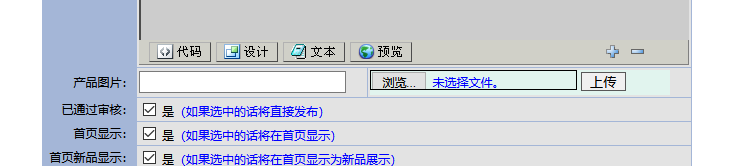 代码 设计 文本 预览
产品图片： 浏览... 未选择文件。 上传
已通过审核： 是 (如果选中的话将直接发布)
首页显示： 是 (如果选中的话将在首页显示)
首页新品显示： 是 (如果选中的话将在首页显示为新品展示)